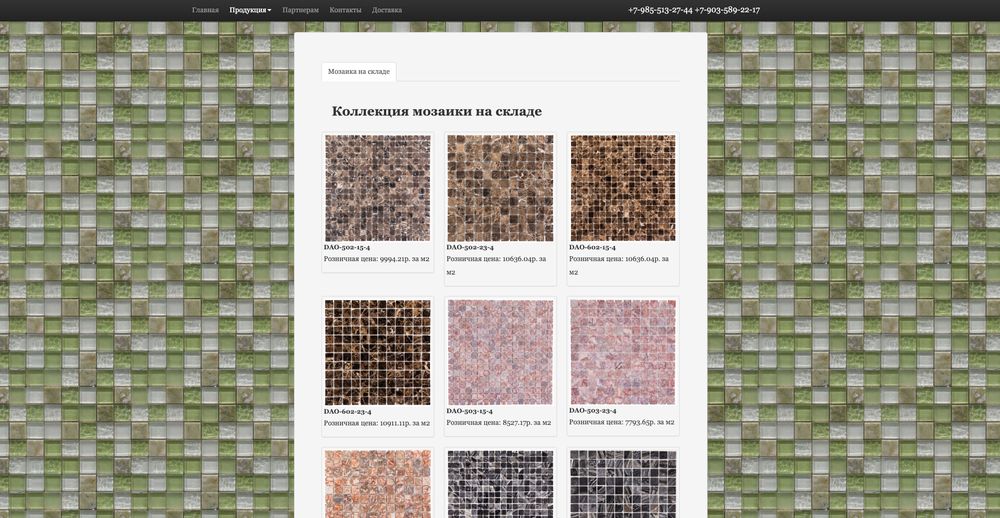 Главная Продукция Партнерам Контакты Доставка +7-985-513-27-44 +7-903-589-22-17
Мозаика на складе
Коллекция мозаики на складе
DAO-502-15-4
Розничная цена: 9994.21р. за м2
DAO-502-23-4
Розничная цена: 10636.04р. за
м2
DAO-602-15-4
Розничная цена: 10636.04р. за
м2
DAO-602-23-4
Розничная цена: 10911.11р. за м2
DAO-503-15-4
Розничная цена: 8527.17р. за м2
DAO-503-23-4
Розничная цена: 7793.65р. за м2